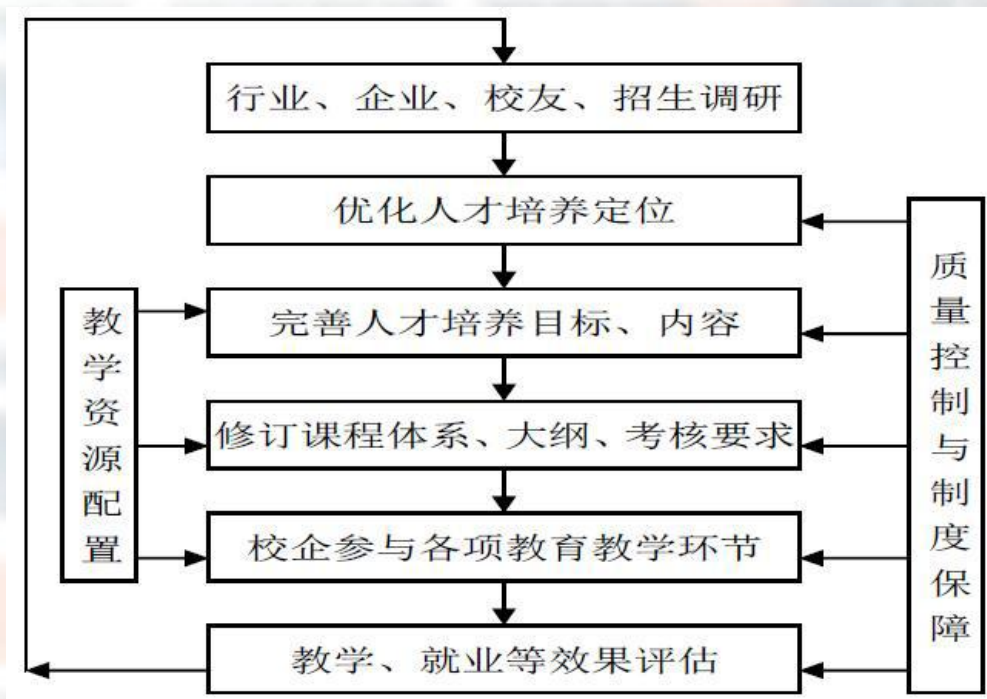 行业、企业、校友、招生调研
优化人才培养定位
完善人才培养目标、内容
修订课程体系、大纲、考核要求
校企参与各项教育教学环节
教学、就业等效果评估
教学资源配置
质量控制与制度保障